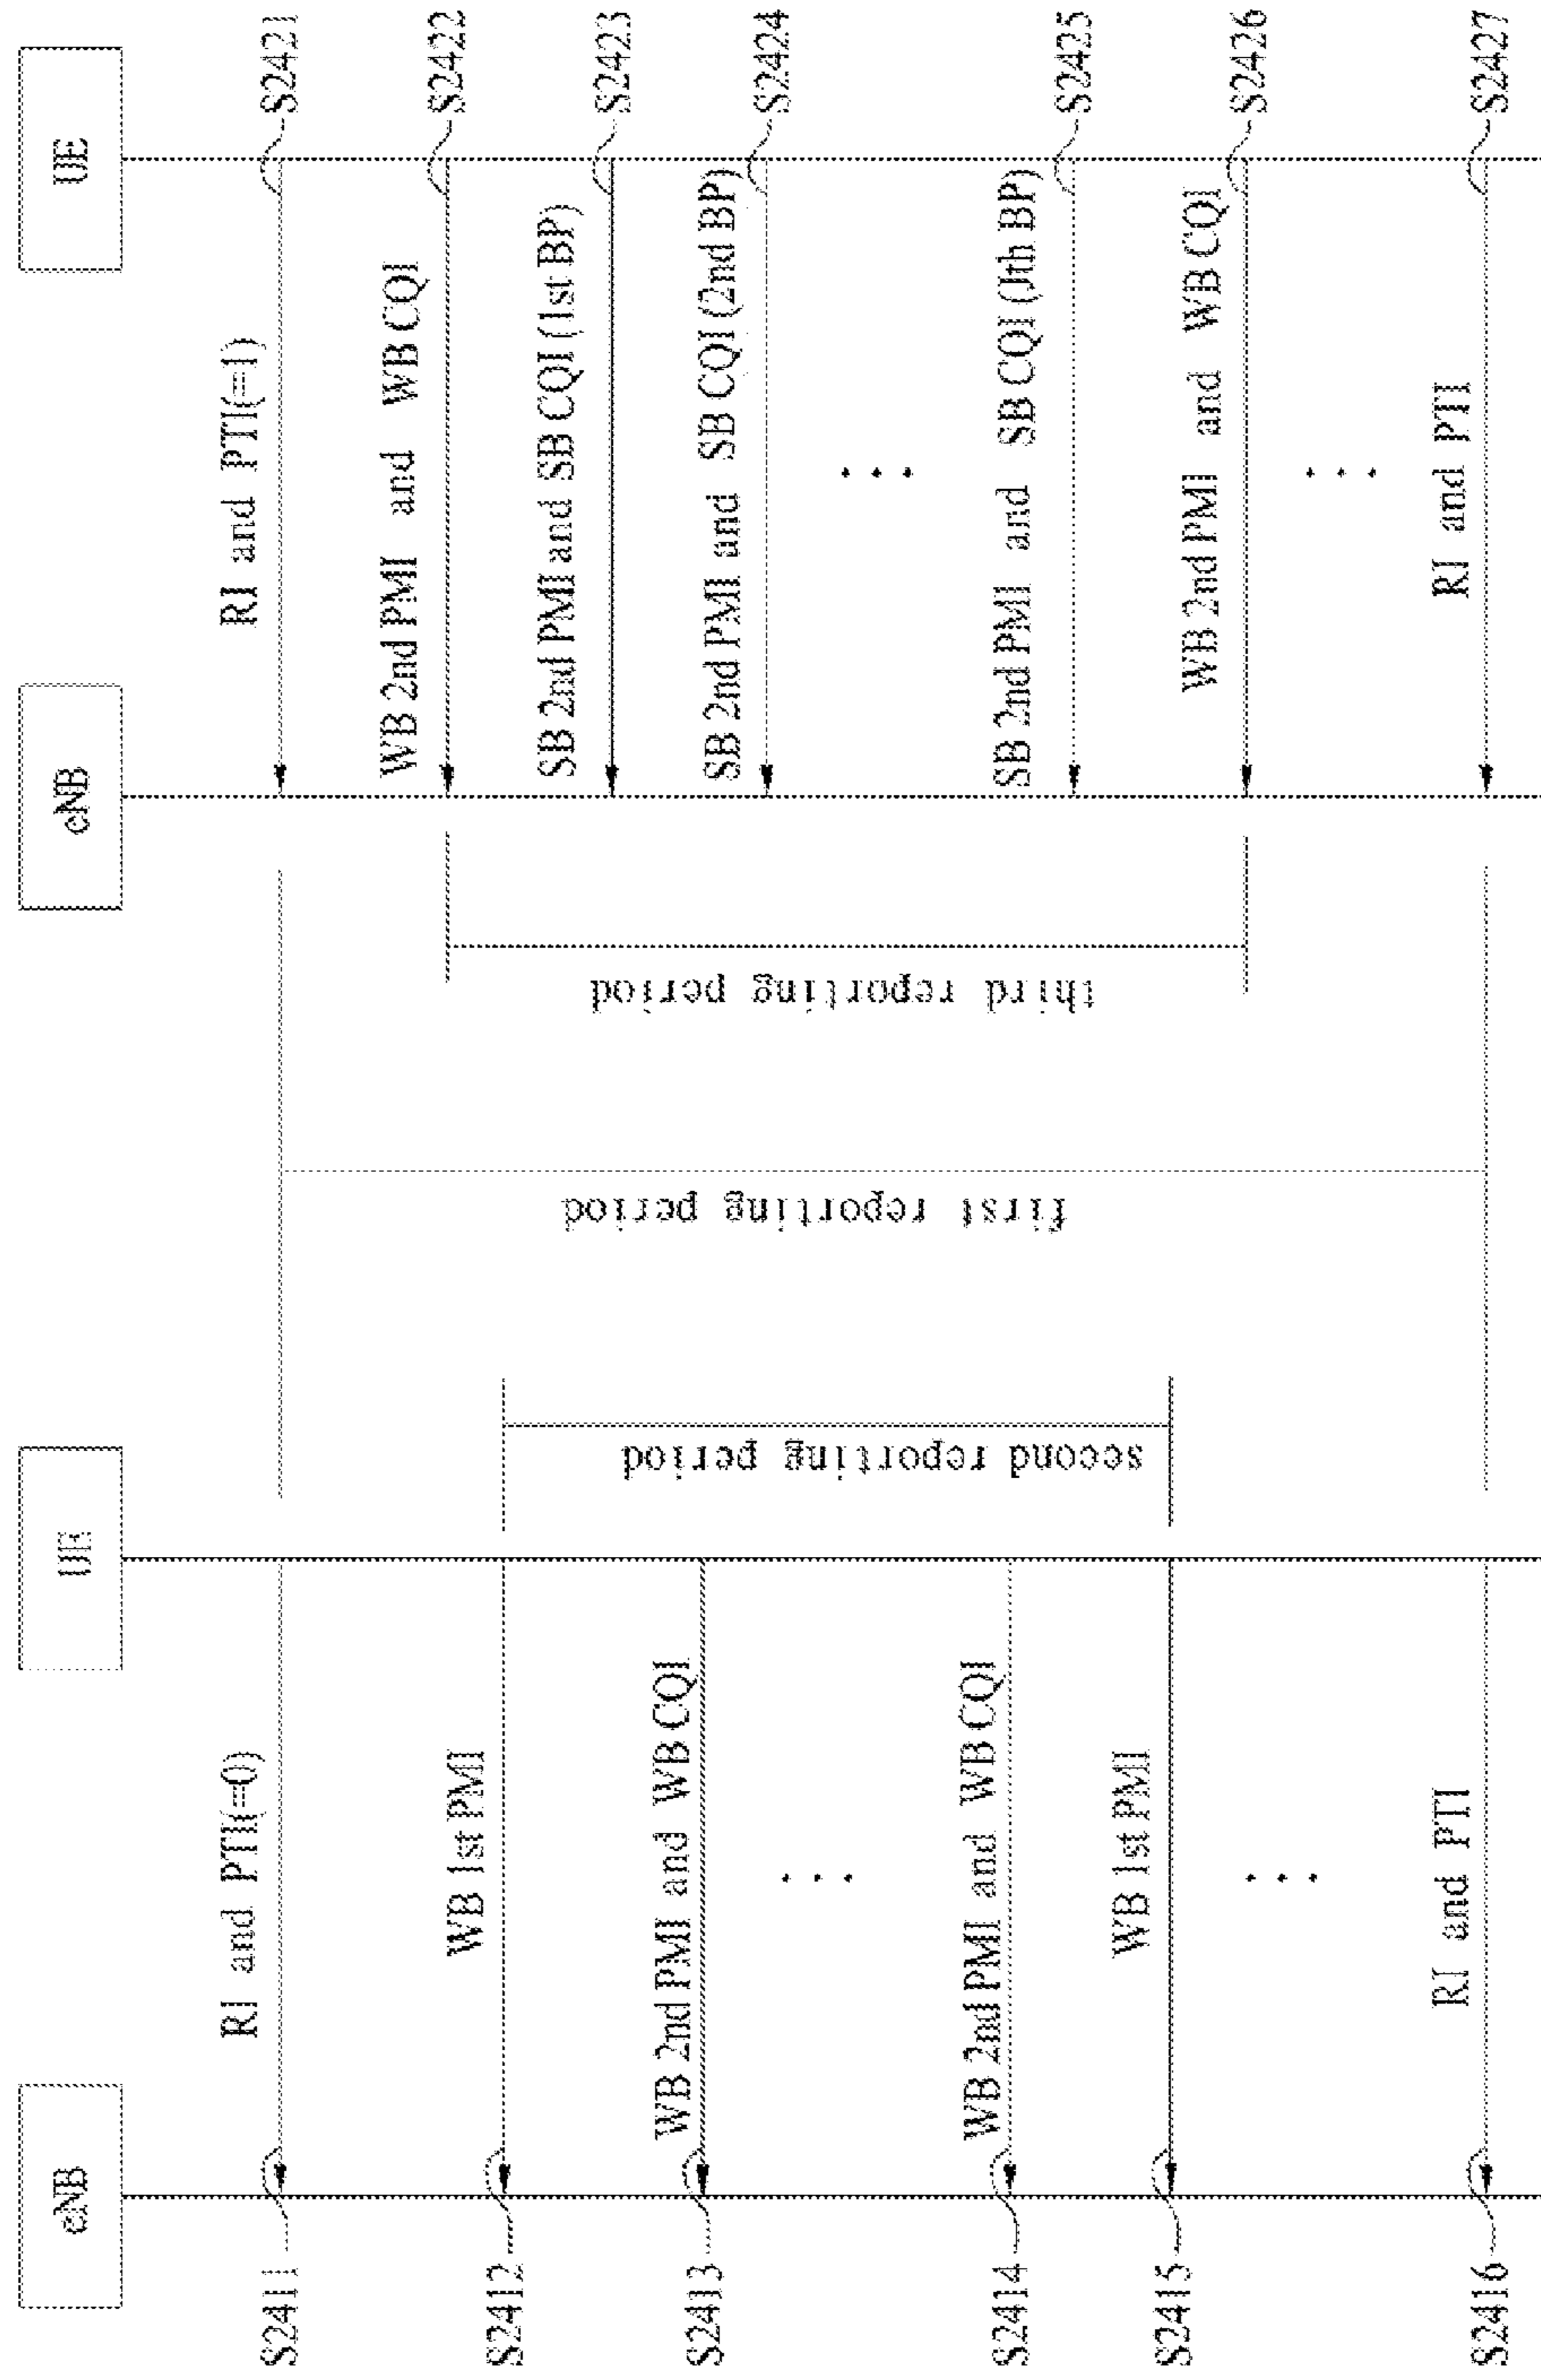 eNB
UE
S2411
RI and PTI(=0)
S2412
WB 1st PMI
S2413
WB 2nd PMI and WB CQI
S2414
WB 2nd PMI and WB CQI
S2415
WB 1st PMI
S2416
RI and PTI
second reporting period
first reporting period
third reporting period
eNB
UE
RI and PTI(=1)
S2421
WB 2nd PMI and WB CQI
S2422
SB 2nd PMI and SB CQI (1st BP)
S2423
SB 2nd PMI and SB CQI (2nd BP)
S2424
SB 2nd PMI and SB CQI (Jth BP)
S2425
WB 2nd PMI and WB CQI
S2426
RI and PTI
S2427